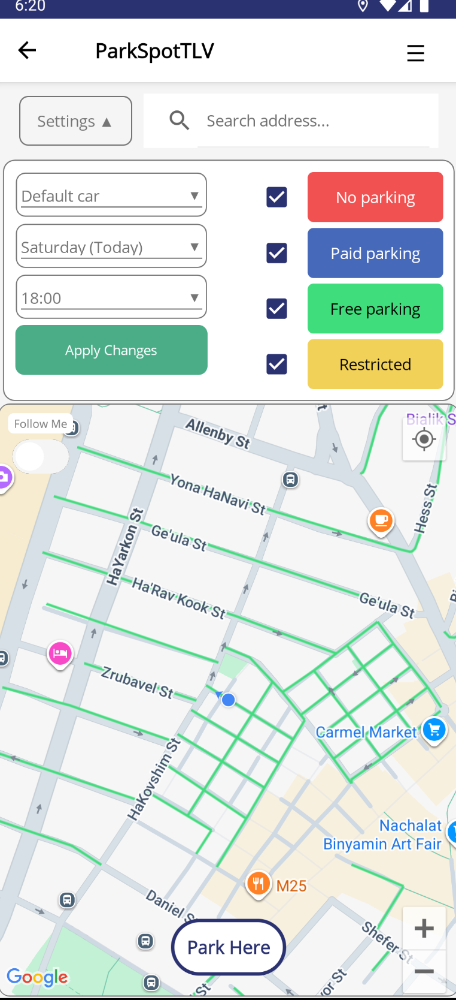 6:20
ParkSpotTLV
Settings ▲
Search address...
Default car ▼
No parking
Saturday (Today) ▼
Paid parking
18:00 ▼
Free parking
Apply Changes
Restricted
Follow Me
Bialik S
Allenby St
Yona HaNavi St
Hess St
HaYarkon St
Ge'ula St
Ha'Rav Kook St
Ge'ula St
Zrubavel St
Carmel Market
HaKovshim St
Nachalat
Binyamin Art Fair
M25
Daniel S
Shefer St
Park Here
Google
vor St
St